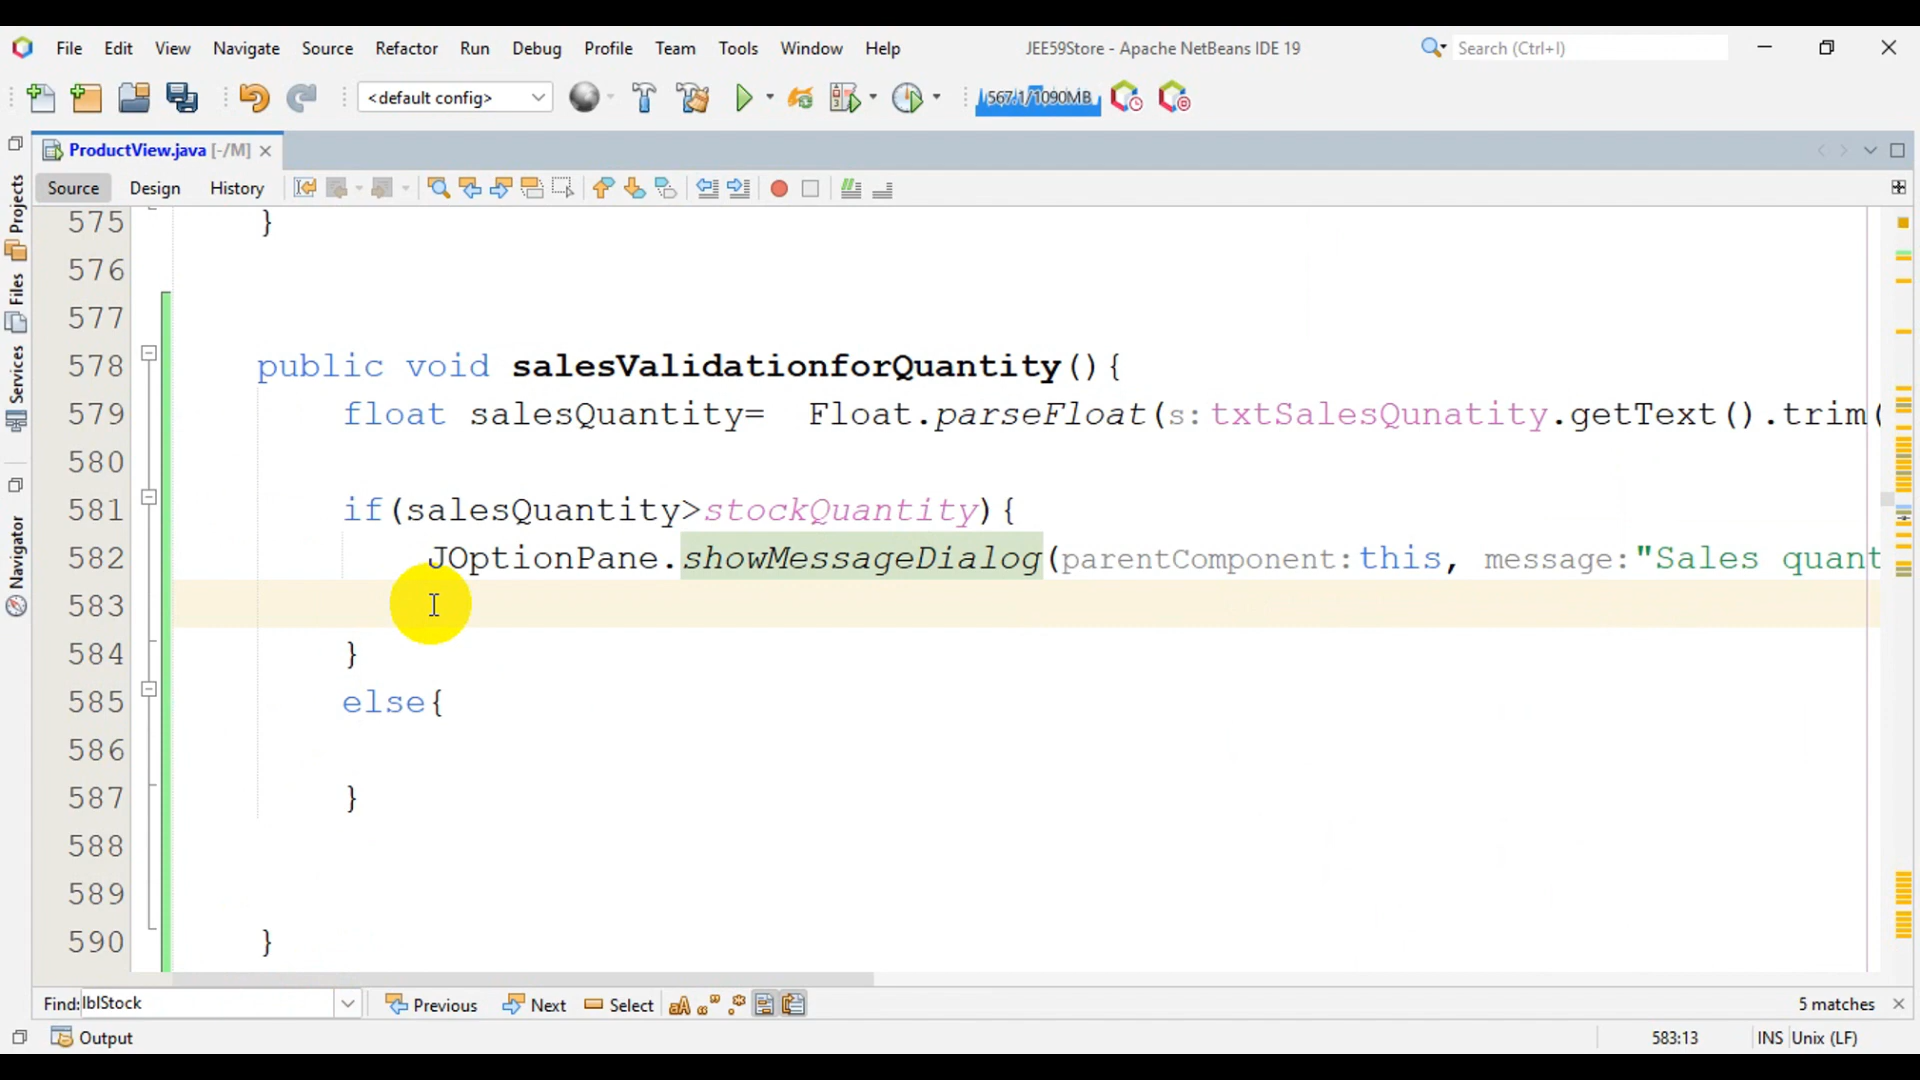 File Edit View Navigate Source Refactor Run Debug Profile Team Tools Window Help JEE59Store - Apache NetBeans IDE 19 Search (Ctrl+I)
<default config> 567.1/1090MB
ProductView.java [-/M]
Source Design History
Projects
Files
Services
Navigator
575 }
576
577
578 public void salesValidationforQuantity(){
579 float salesQuantity= Float.parseFloat(s:txtSalesQunatity.getText().trim(
580
581 if(salesQuantity>stockQuantity){
582 JOptionPane.showMessageDialog(parentComponent:this, message:"Sales quant
583
584 }
585 else{
586
587 }
588
589
590 }
Find: lblStock Previous Next Select aA 5 matches
Output 583:13 INS Unix (LF)